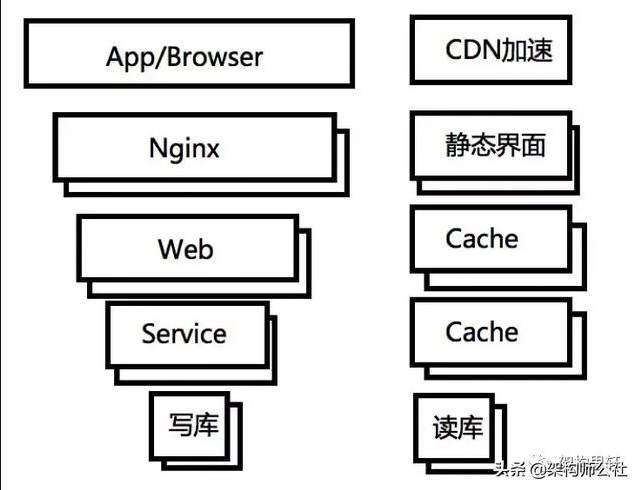 App/Browser
CDN加速
Nginx
静态界面
Web
Cache
Service
Cache
写库
读库
头条 @架构师公社